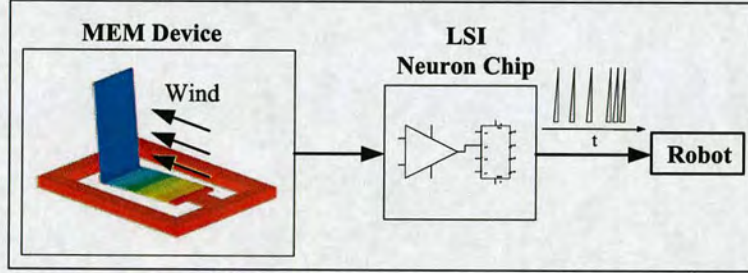 MEM Device
Wind
LSI
Neuron Chip
t
Robot